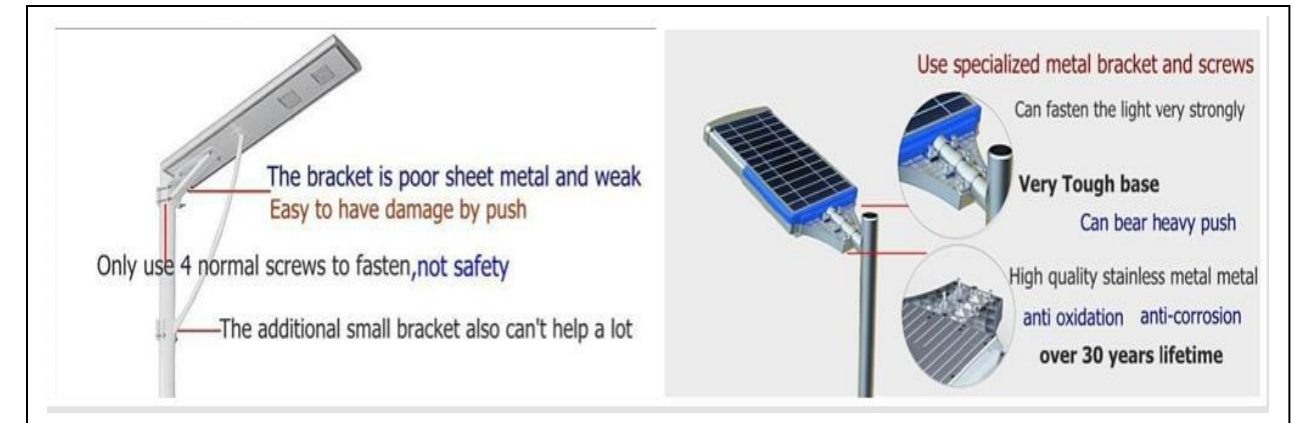 The bracket is poor sheet metal and weak
Easy to have damage by push
Only use 4 normal screws to fasten,not safety
The additional small bracket also can't help a lot
Use specialized metal bracket and screws
Can fasten the light very strongly
Very Tough base
Can bear heavy push
High quality stainless metal metal
anti oxidation anti-corrosion
over 30 years lifetime